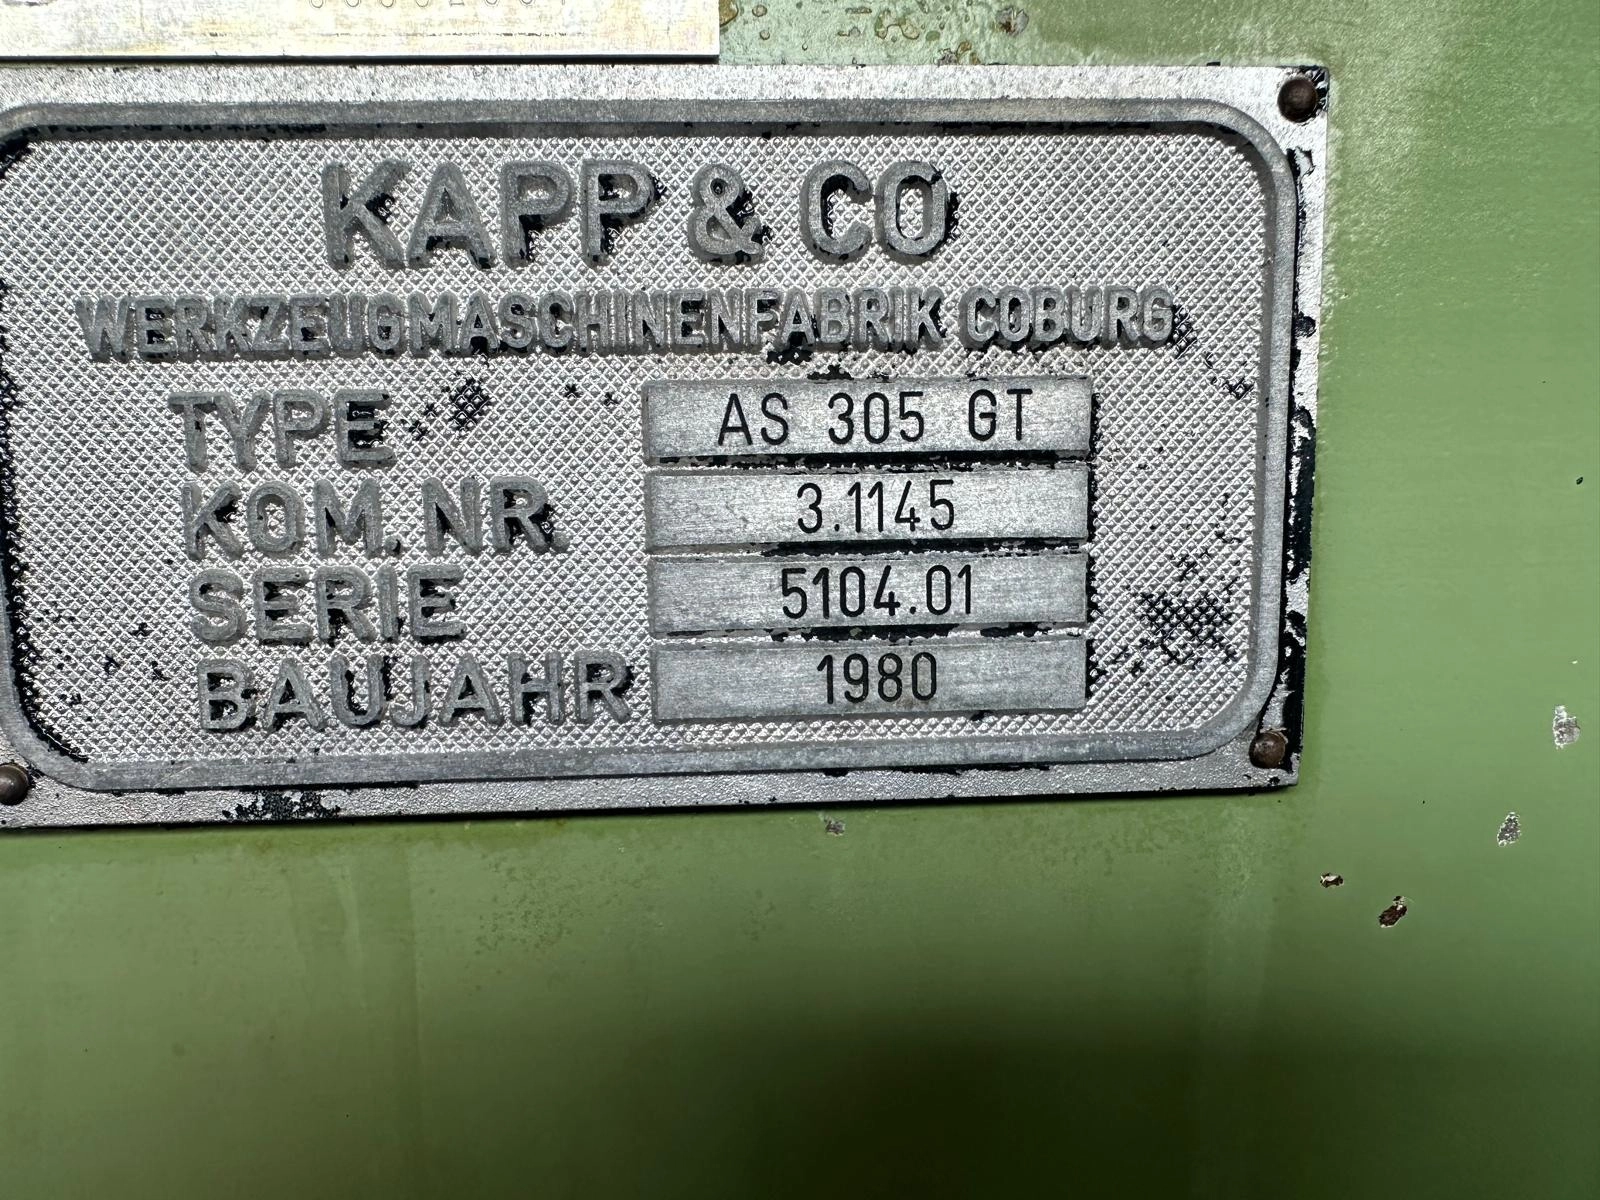 KAPP & CO
WERKZEUGMASCHINENFABRIK COBURG
TYPE AS 305 GT
KOM. NR 3.1145
SERIE 5104.01
BAUJAHR 1980